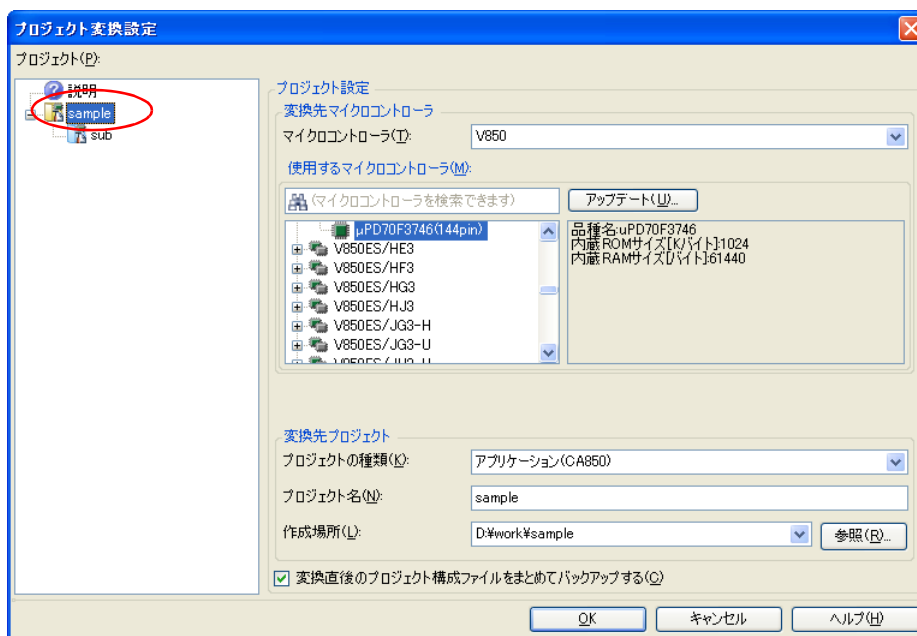 プロジェクト変換設定
プロジェクト(P):
説明
sample
sub
プロジェクト設定
変換先マイクロコントローラ
マイクロコントローラ(T):
V850
使用するマイクロコントローラ(M):
(マイクロコントローラを検索できます)
アップデート(U)...
μPD70F3746(144pin)
V850ES/HE3
V850ES/HF3
V850ES/HG3
V850ES/HJ3
V850ES/JG3-H
V850ES/JG3-U
品種名:uPD70F3746
内蔵ROMサイズ[Kバイト]:1024
内蔵RAMサイズ[バイト]:61440
変換先プロジェクト
プロジェクトの種類(K):
アプリケーション(CA850)
プロジェクト名(N):
sample
作成場所(L):
D:¥work¥sample
参照(R)...
変換直後のプロジェクト構成ファイルをまとめてバックアップする(C)
OK
キャンセル
ヘルプ(H)